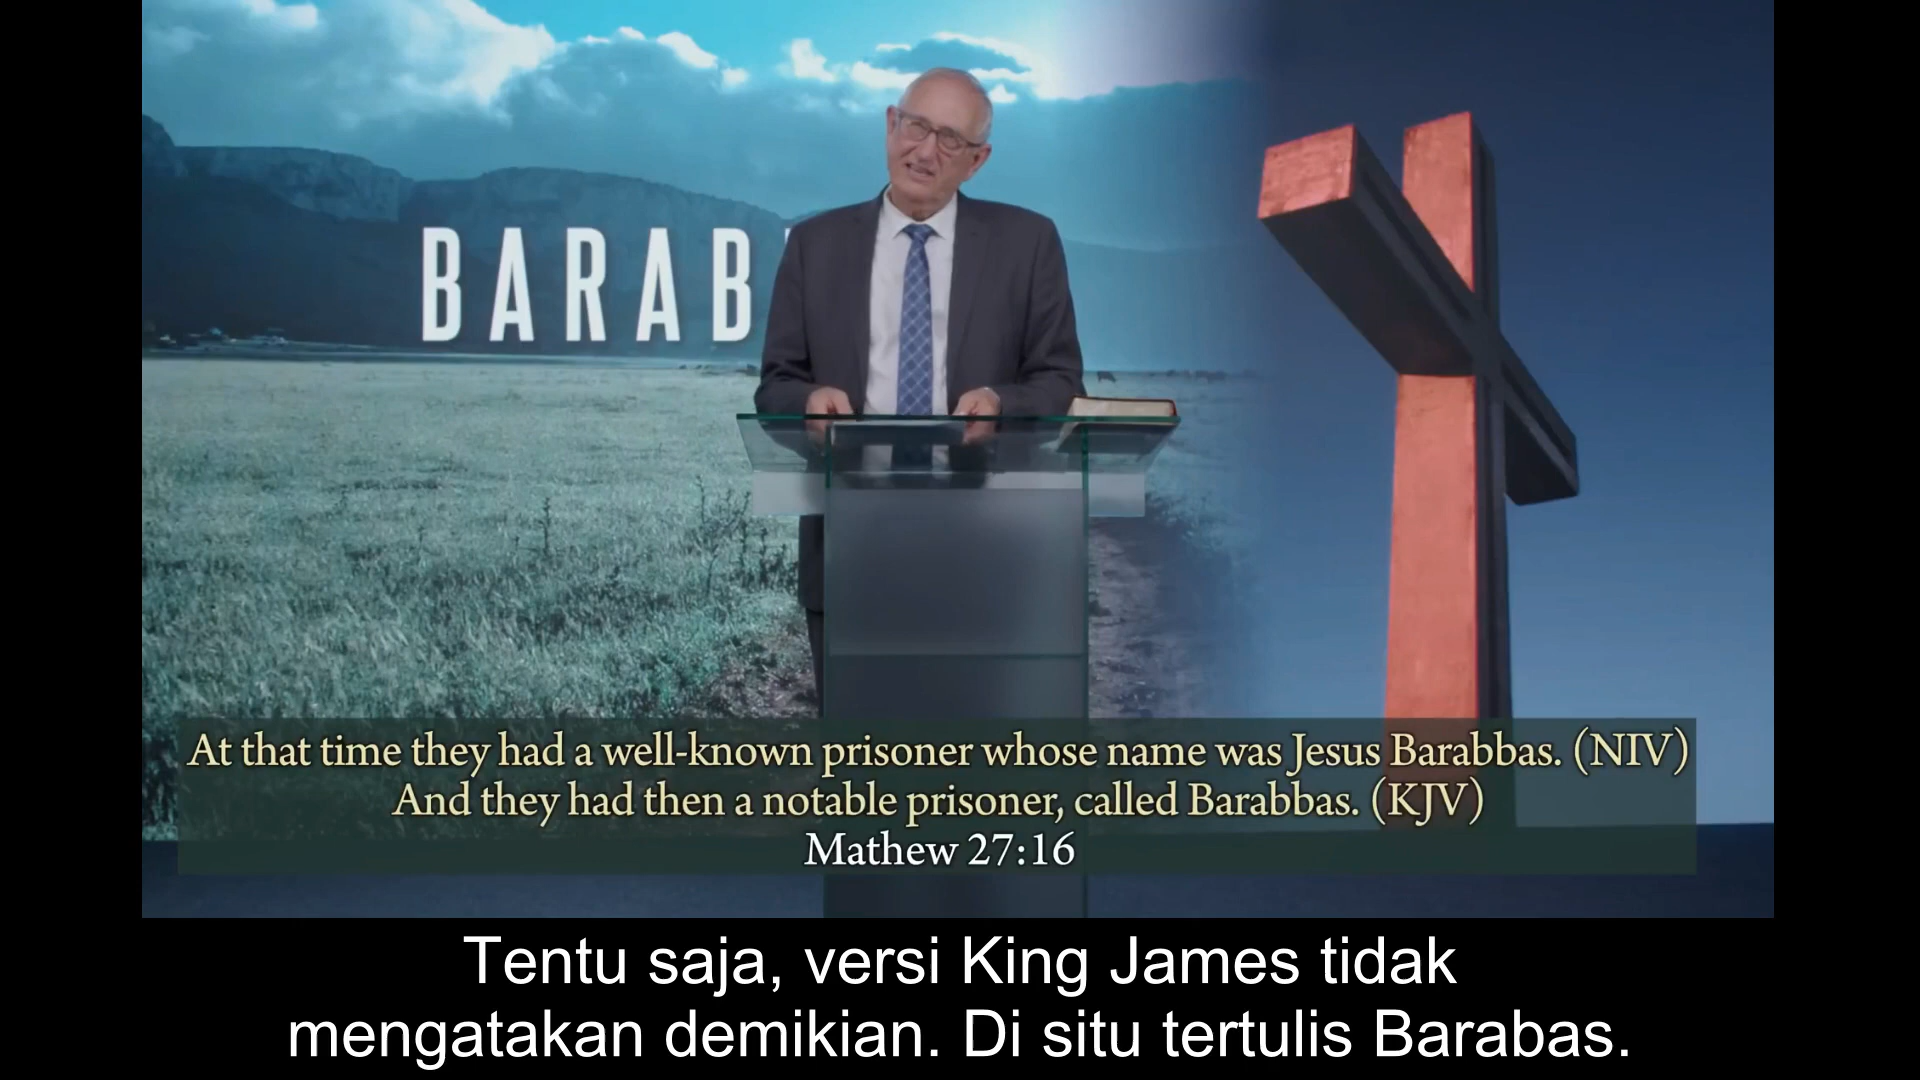 BARAB
At that time they had a well-known prisoner whose name was Jesus Barabbas. (NIV)
And they had then a notable prisoner, called Barabbas. (KJV)
Mathew 27:16
Tentu saja, versi King James tidak
mengatakan demikian. Di situ tertulis Barabas.